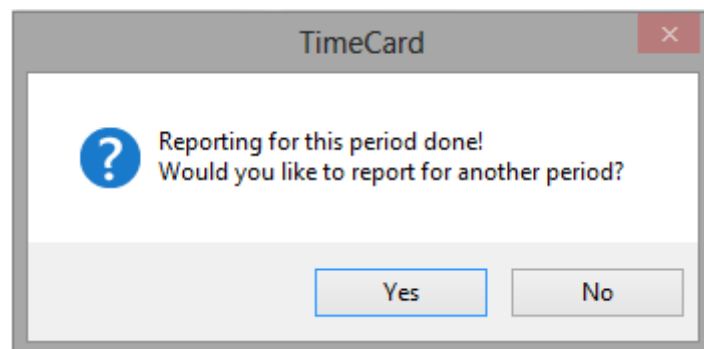 TimeCard
Reporting for this period done!
Would you like to report for another period?
Yes
No